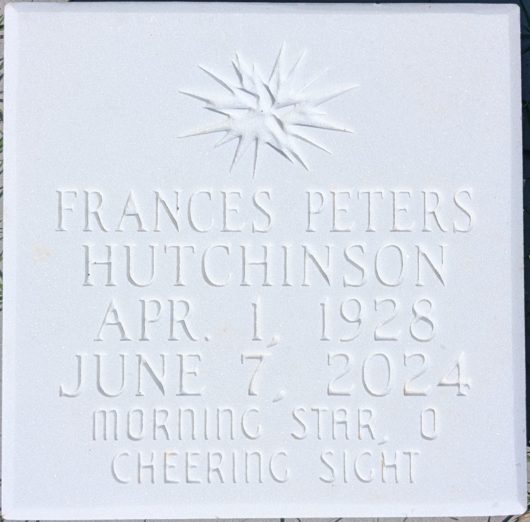 FRANCES PETERS
HUTCHINSON
APR. 1, 1928
JUNE 7, 2024
MORNING STAR, O
CHEERING SIGHT